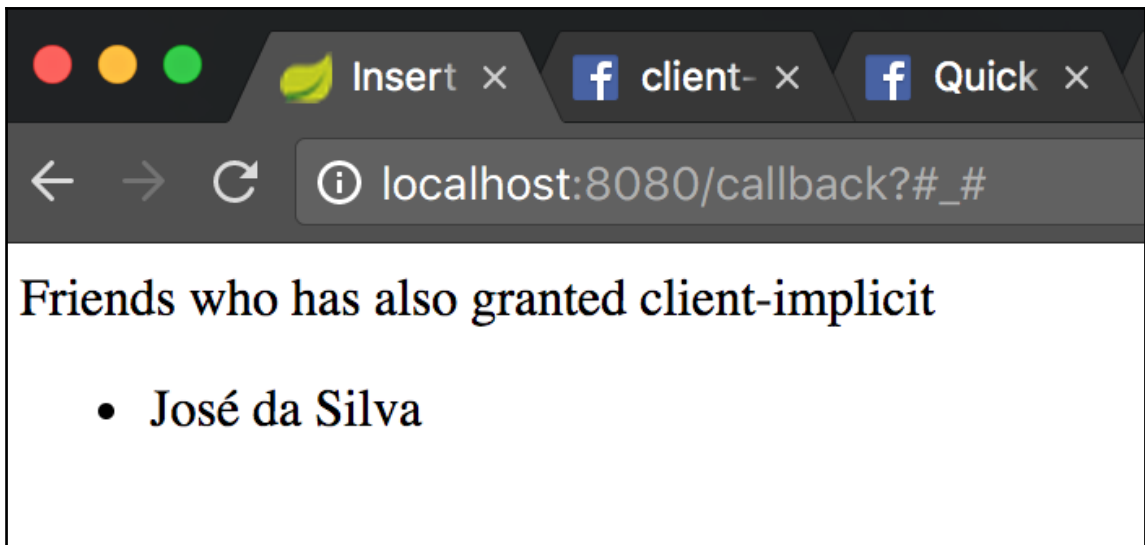 Insert
client-
Quick
localhost:8080/callback?#_#
Friends who has also granted client-implicit
José da Silva